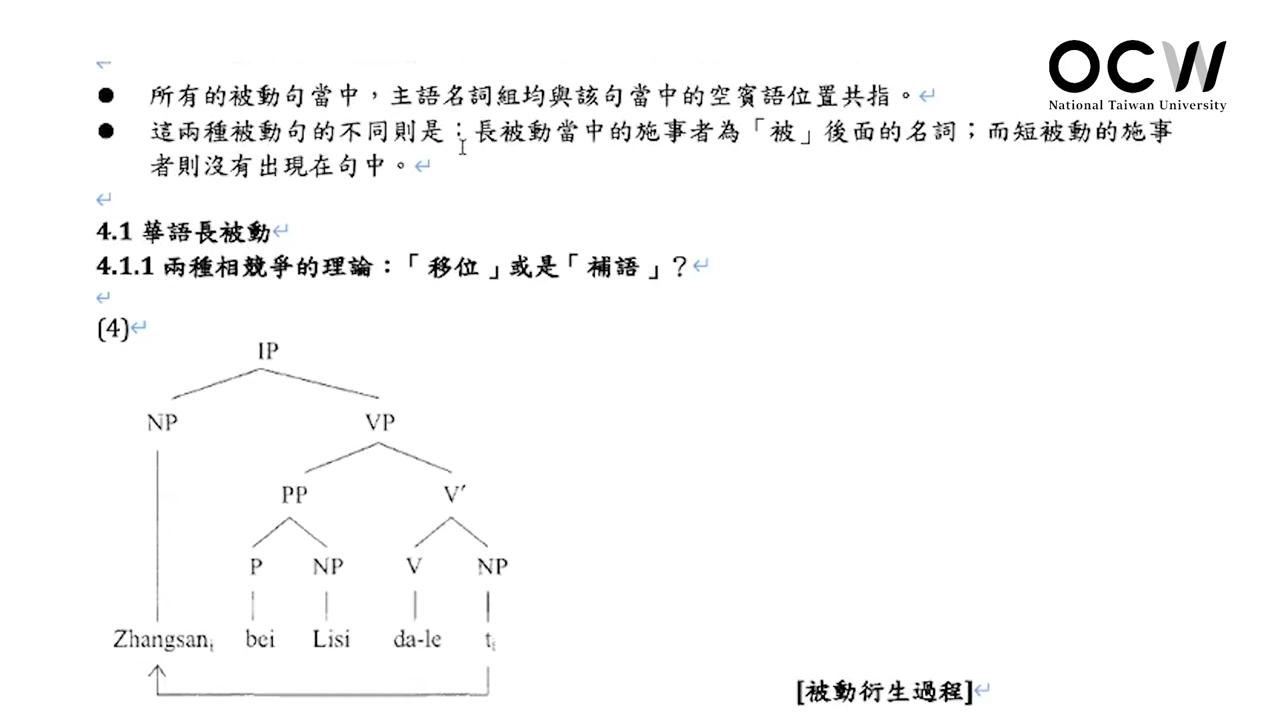 OCW
National Taiwan University
● 所有的被動句當中，主語名詞組均與該句當中的空賓語位置共指。↵
● 這兩種被動句的不同則是：長被動當中的施事者為「被」後面的名詞；而短被動的施事
者則沒有出現在句中。↵
4.1 華語長被動↵
4.1.1 兩種相競爭的理論：「移位」或是「補語」？↵
(4)↵
IP
NP VP
PP V′
P NP V NP
Zhangsanᵢ bei Lisi da-le tᵢ
[被動衍生過程]↵